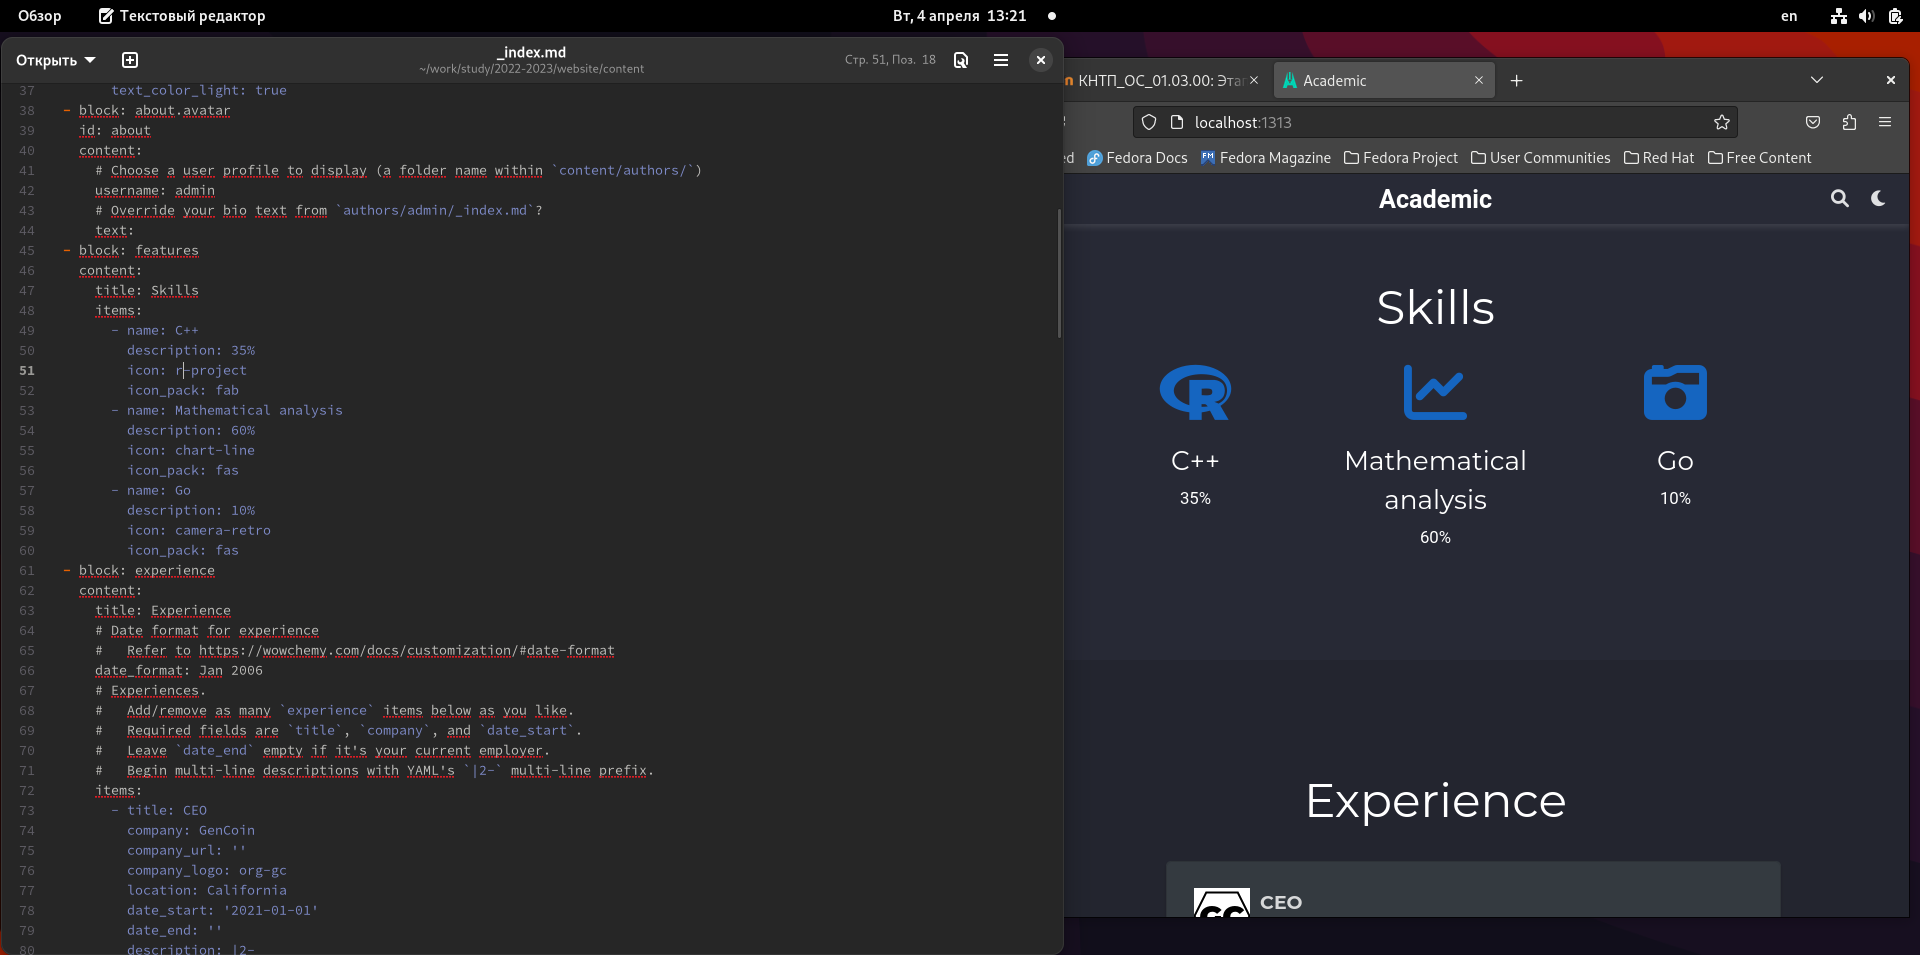 Обзор
Текстовый редактор
Вт, 4 апреля 13:21
en
Открыть
_index.md
~/work/study/2022-2023/website/content
Стр. 51, Поз. 18
37 text_color_light: true
38 - block: about.avatar
39 id: about
40 content:
41 # Choose a user profile to display (a folder name within `content/authors/`)
42 username: admin
43 # Override your bio text from `authors/admin/_index.md`?
44 text:
45 - block: features
46 content:
47 title: Skills
48 items:
49 - name: C++
50 description: 35%
51 icon: r-project
52 icon_pack: fab
53 - name: Mathematical analysis
54 description: 60%
55 icon: chart-line
56 icon_pack: fas
57 - name: Go
58 description: 10%
59 icon: camera-retro
60 icon_pack: fas
61 - block: experience
62 content:
63 title: Experience
64 # Date format for experience
65 # Refer to https://wowchemy.com/docs/customization/#date-format
66 date_format: Jan 2006
67 # Experiences.
68 # Add/remove as many `experience` items below as you like.
69 # Required fields are `title`, `company`, and `date_start`.
70 # Leave `date_end` empty if it's your current employer.
71 # Begin multi-line descriptions with YAML's `|2-` multi-line prefix.
72 items:
73 - title: CEO
74 company: GenCoin
75 company_url: ''
76 company_logo: org-gc
77 location: California
78 date_start: '2021-01-01'
79 date_end: ''
80 description: |2-
КНТП_ОС_01.03.00: Эта
Academic
localhost:1313
Fedora Docs
Fedora Magazine
Fedora Project
User Communities
Red Hat
Free Content
Academic
Skills
C++
35%
Mathematical
analysis
60%
Go
10%
Experience
CEO